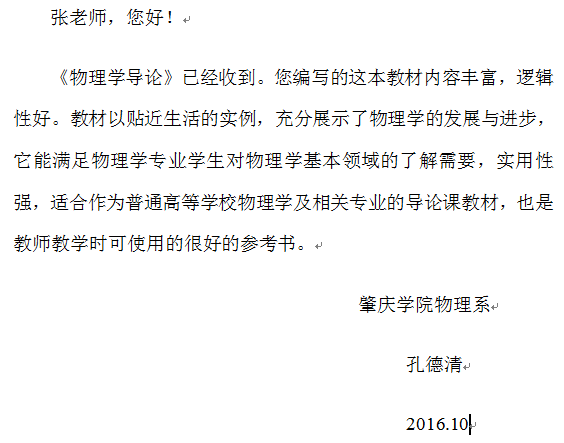 张老师，您好！
《物理学导论》已经收到。您编写的这本教材内容丰富，逻辑
性好。教材以贴近生活的实例，充分展示了物理学的发展与进步，
它能满足物理学专业学生对物理学基本领域的了解需要，实用性
强，适合作为普通高等学校物理学及相关专业的导论课教材，也是
教师教学时可使用的很好的参考书。
肇庆学院物理系
孔德清
2016.10